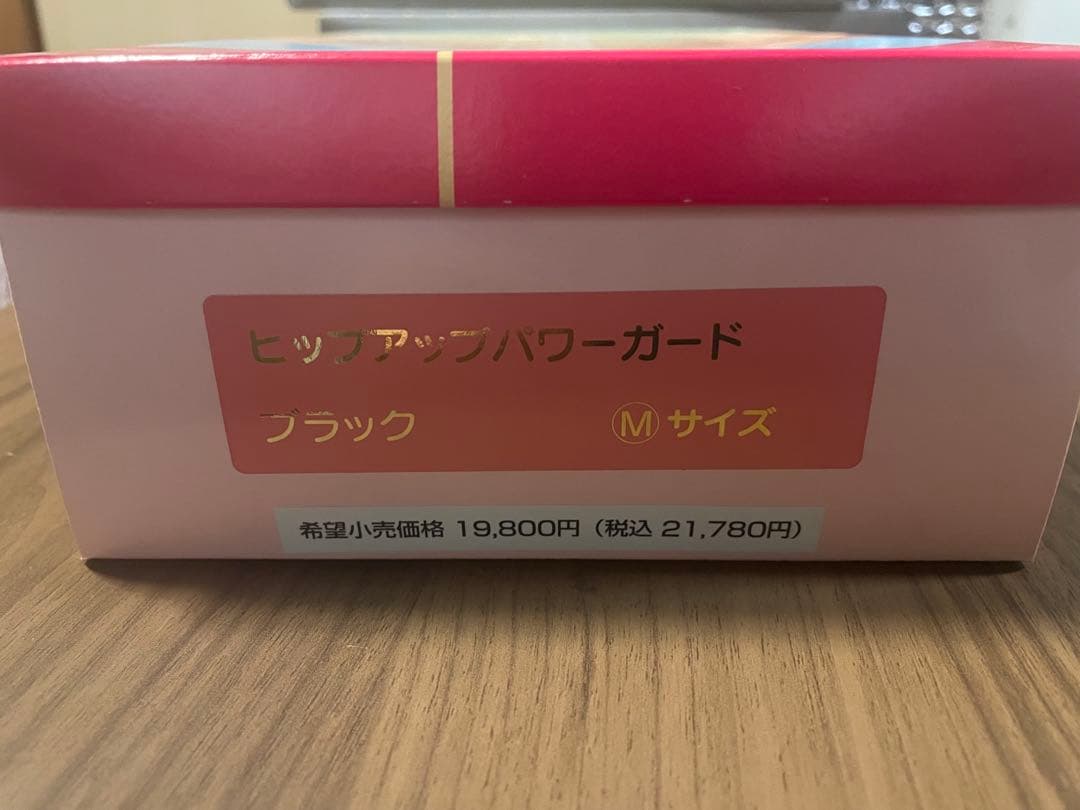 ヒップアップパワーガード
ブラック Ⓜサイズ
希望小売価格 19,800円（税込 21,780円）